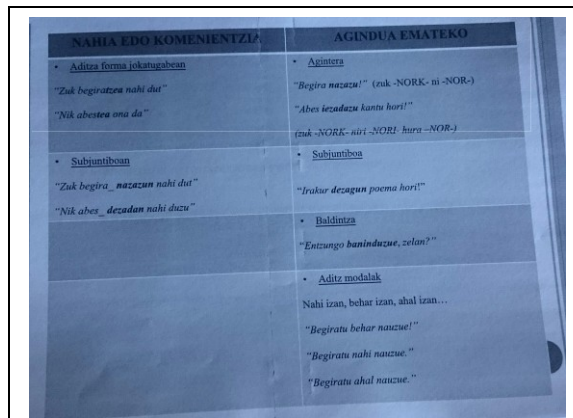 NAHIA EDO KOMENIENTZIA
AGINDUA EMATEKO
• Aditza forma jokatugabean
"Zuk begiratzea nahi dut"
"Nik abestea ona da"
• Agintera
"Begira nazazu!" (zuk -NORK- ni -NOR-)
"Abes iezadazu kantu hori!"
(zuk -NORK- niri -NORI- hura -NOR-)
• Subjuntiboan
"Zuk begira_ nazazun nahi dut"
"Nik abes_ dezadan nahi duzu"
• Subjuntiboa
"Irakur dezagun poema hori!"
• Baldintza
"Entzungo baninduzue, zelan?"
• Aditz modalak
Nahi izan, behar izan, ahal izan…
"Begiratu behar nauzue!"
"Begiratu nahi nauzue."
"Begiratu ahal nauzue."